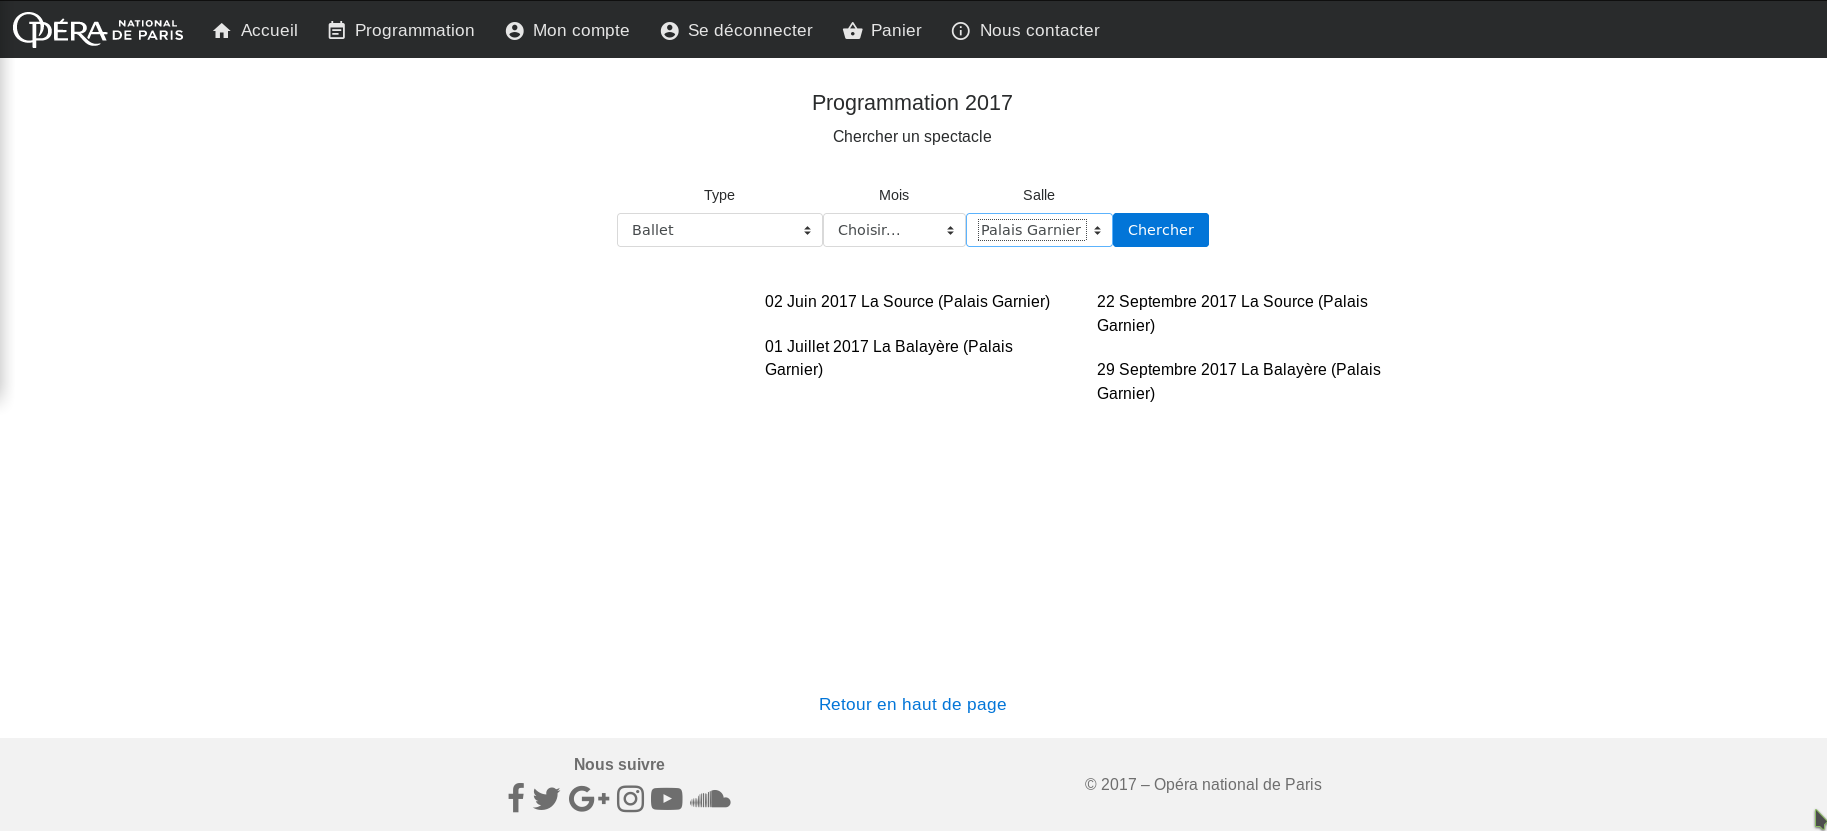 OPÉRA NATIONAL DE PARIS
Accueil
Programmation
Mon compte
Se déconnecter
Panier
Nous contacter
Programmation 2017
Chercher un spectacle
Type
Mois
Salle
Ballet
Choisir...
Palais Garnier
Chercher
02 Juin 2017 La Source (Palais Garnier)
01 Juillet 2017 La Balayère (Palais
Garnier)
22 Septembre 2017 La Source (Palais
Garnier)
29 Septembre 2017 La Balayère (Palais
Garnier)
Retour en haut de page
Nous suivre
© 2017 – Opéra national de Paris